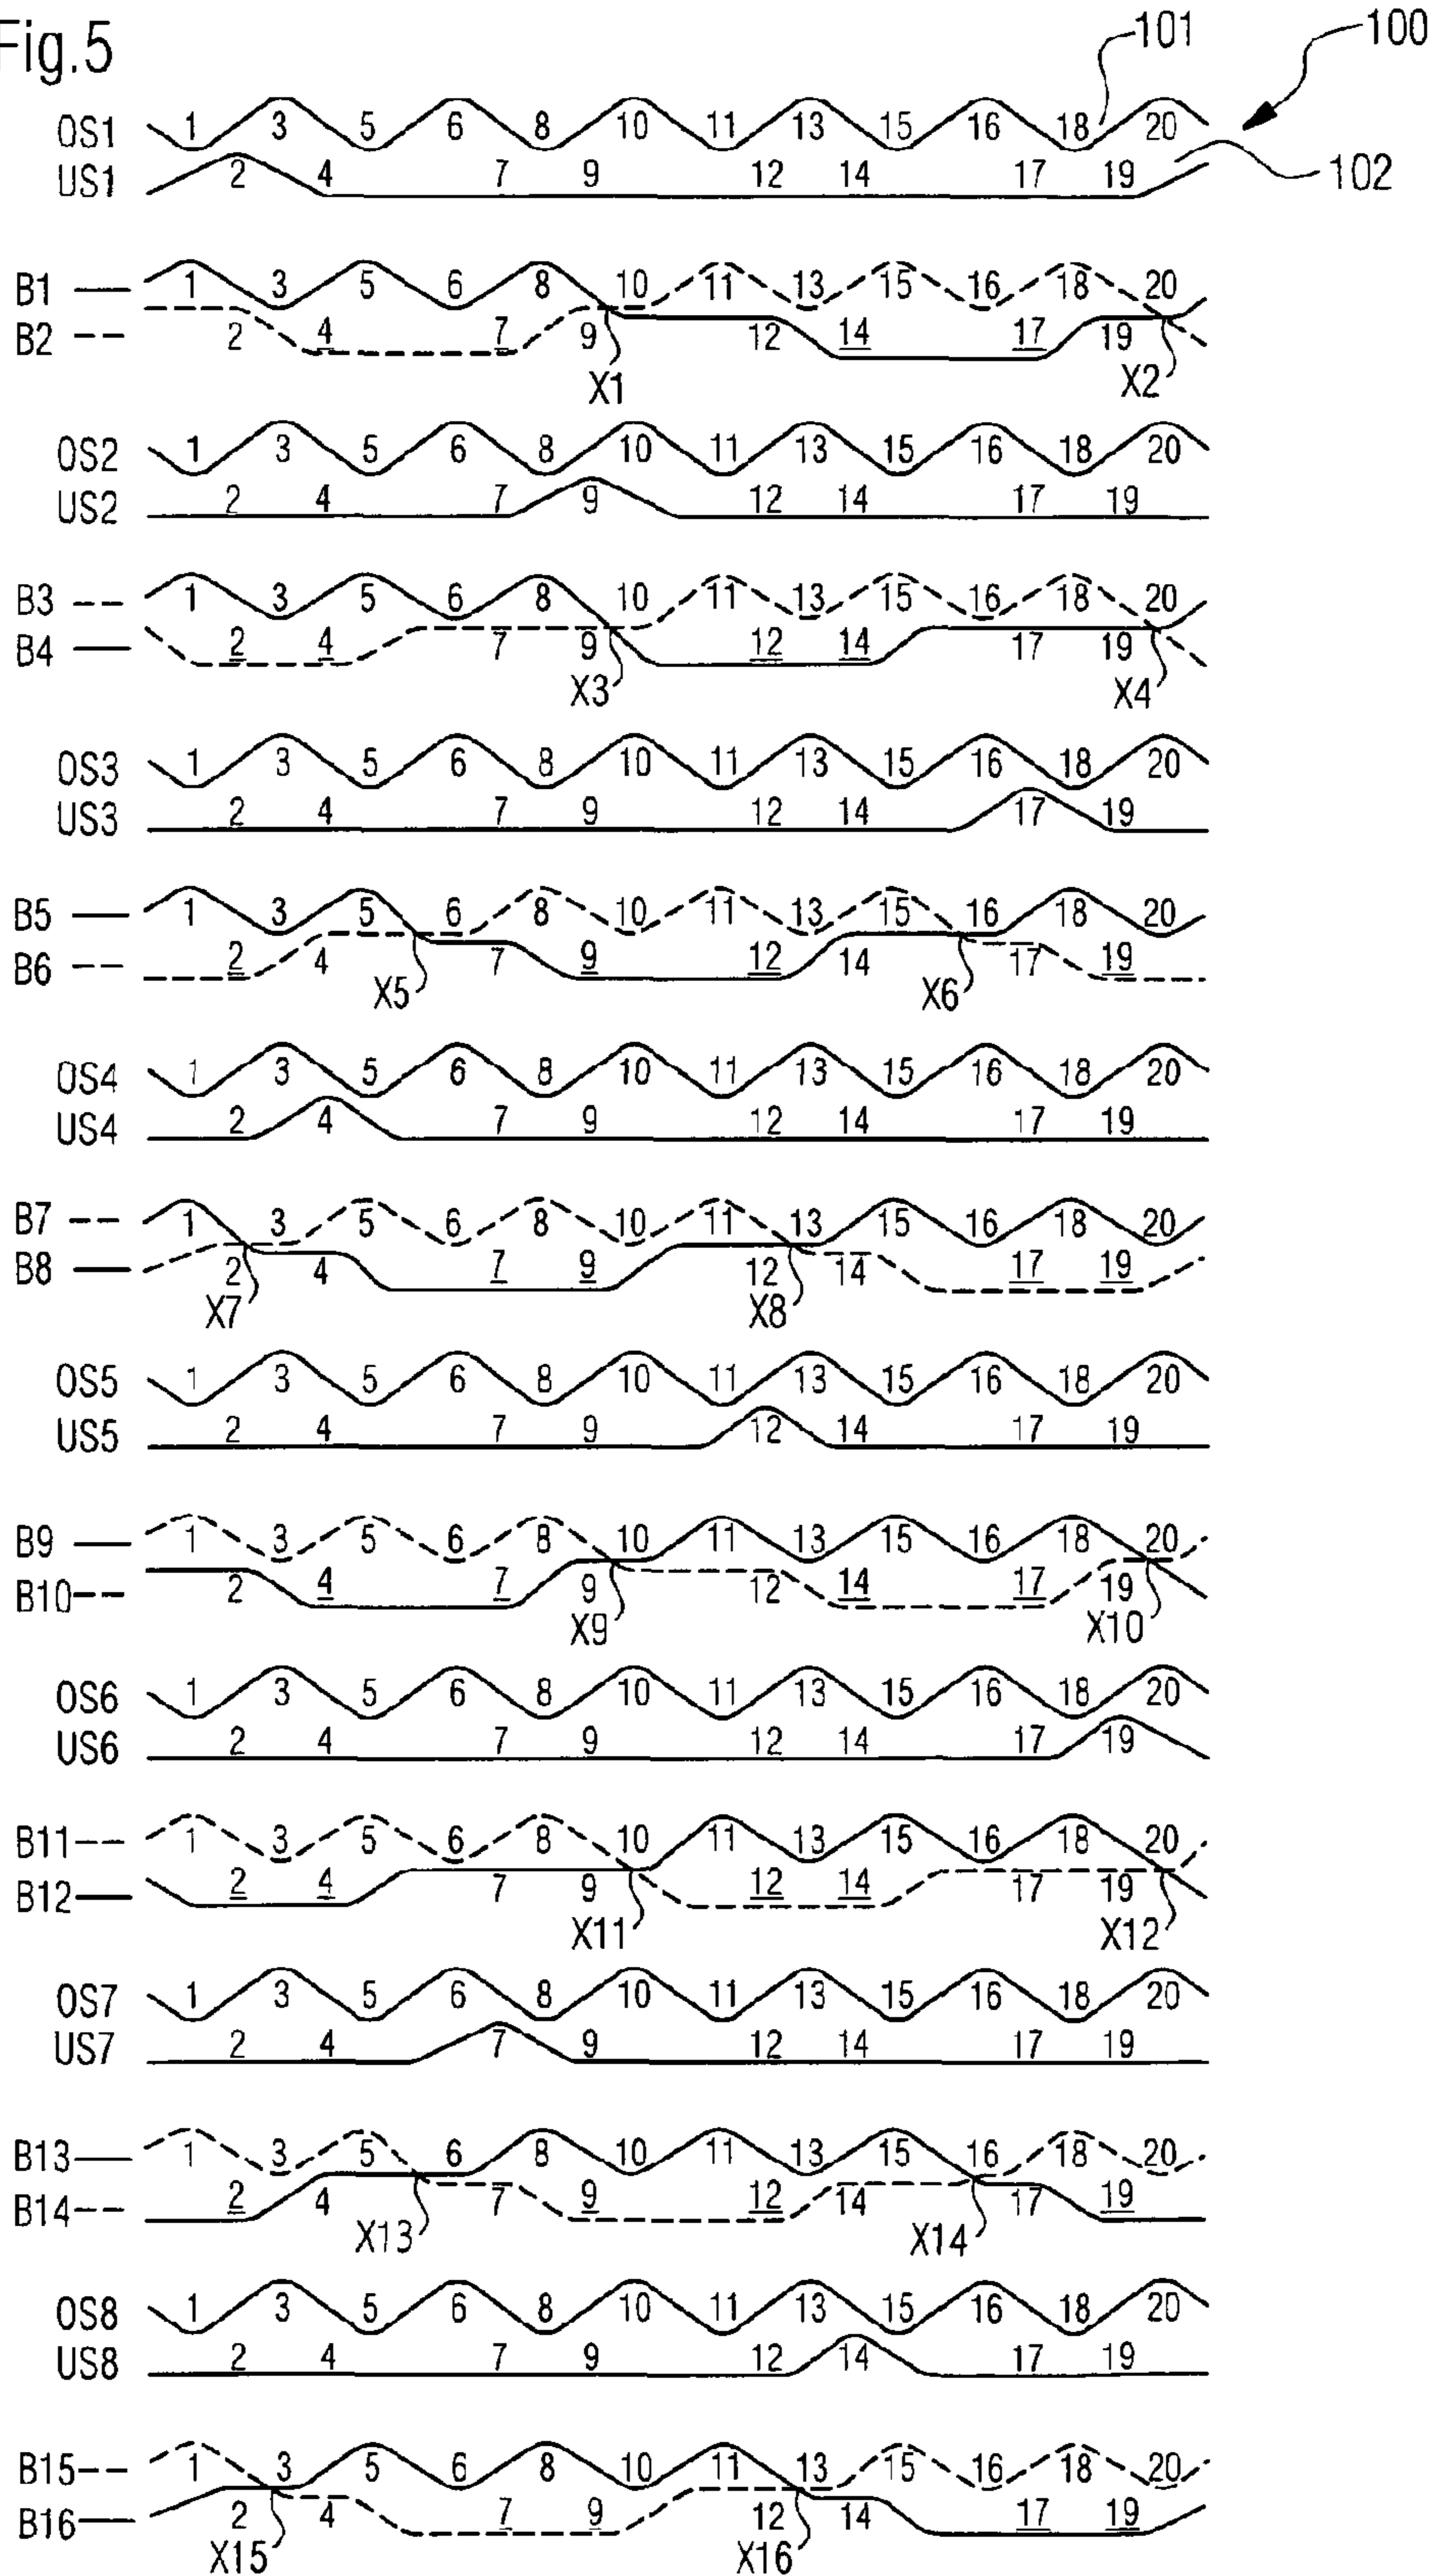 Fig.5
101
100
OS1 1 3 5 6 8 10 11 13 15 16 18 20
US1 2 4 7 9 12 14 17 19
102
B1 1 3 5 6 8 10 11 13 15 16 18 20
B2 2 4 7 9 12 14 17 19
X1 X2
OS2 1 3 5 6 8 10 11 13 15 16 18 20
US2 2 4 7 9 12 14 17 19
B3 1 3 5 6 8 10 11 13 15 16 18 20
B4 2 4 7 9 12 14 17 19
X3 X4
OS3 1 3 5 6 8 10 11 13 15 16 18 20
US3 2 4 7 9 12 14 17 19
B5 1 3 5 6 8 10 11 13 15 16 18 20
B6 2 4 7 9 12 14 17 19
X5 X6
OS4 1 3 5 6 8 10 11 13 15 16 18 20
US4 2 4 7 9 12 14 17 19
B7 1 3 5 6 8 10 11 13 15 16 18 20
B8 2 4 7 9 12 14 17 19
X7 X8
OS5 1 3 5 6 8 10 11 13 15 16 18 20
US5 2 4 7 9 12 14 17 19
B9 1 3 5 6 8 10 11 13 15 16 18 20
B10 2 4 7 9 12 14 17 19
X9 X10
OS6 1 3 5 6 8 10 11 13 15 16 18 20
US6 2 4 7 9 12 14 17 19
B11 1 3 5 6 8 10 11 13 15 16 18 20
B12 2 4 7 9 12 14 17 19
X11 X12
OS7 1 3 5 6 8 10 11 13 15 16 18 20
US7 2 4 7 9 12 14 17 19
B13 1 3 5 6 8 10 11 13 15 16 18 20
B14 2 4 7 9 12 14 17 19
X13 X14
OS8 1 3 5 6 8 10 11 13 15 16 18 20
US8 2 4 7 9 12 14 17 19
B15 1 3 5 6 8 10 11 13 15 16 18 20
B16 2 4 7 9 12 14 17 19
X15 X16